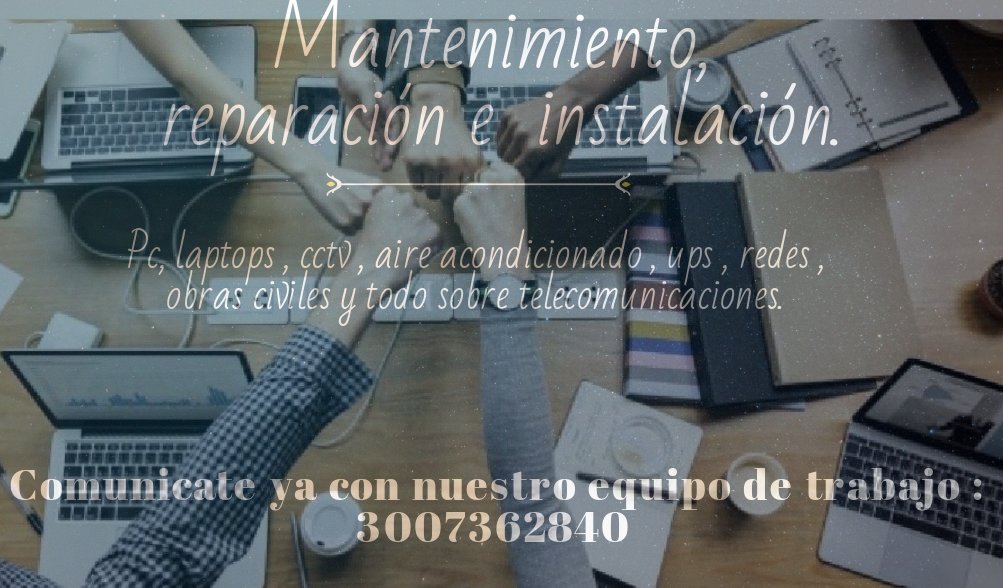 Mantenimiento,
reparación e instalación.
Pc, laptops, cctv, aire acondicionado, ups, redes,
obras civiles y todo sobre telecomunicaciones.
Comunicate ya con nuestro equipo de trabajo :
3007362840